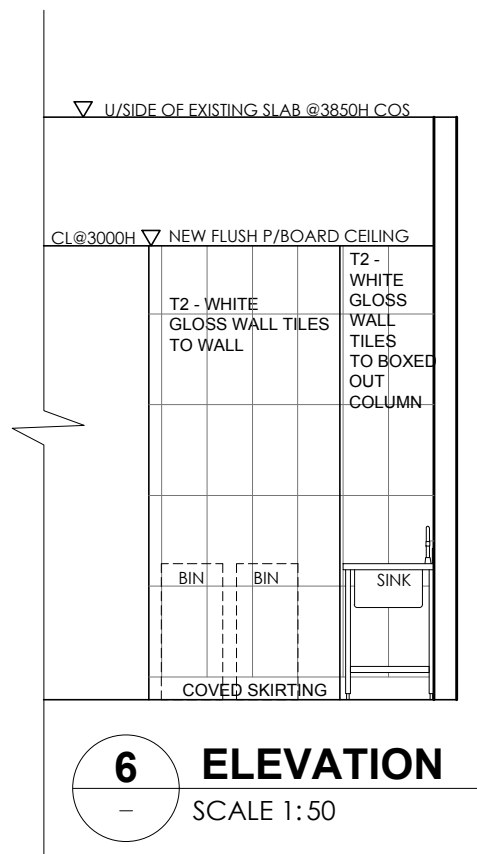 U/SIDE OF EXISTING SLAB @3850H COS
CL@3000H NEW FLUSH P/BOARD CEILING
T2 - WHITE
GLOSS WALL TILES
TO WALL
T2 -
WHITE
GLOSS
WALL
TILES
TO BOXED
OUT
COLUMN
BIN
BIN
SINK
COVED SKIRTING
6
–
ELEVATION
SCALE 1:50